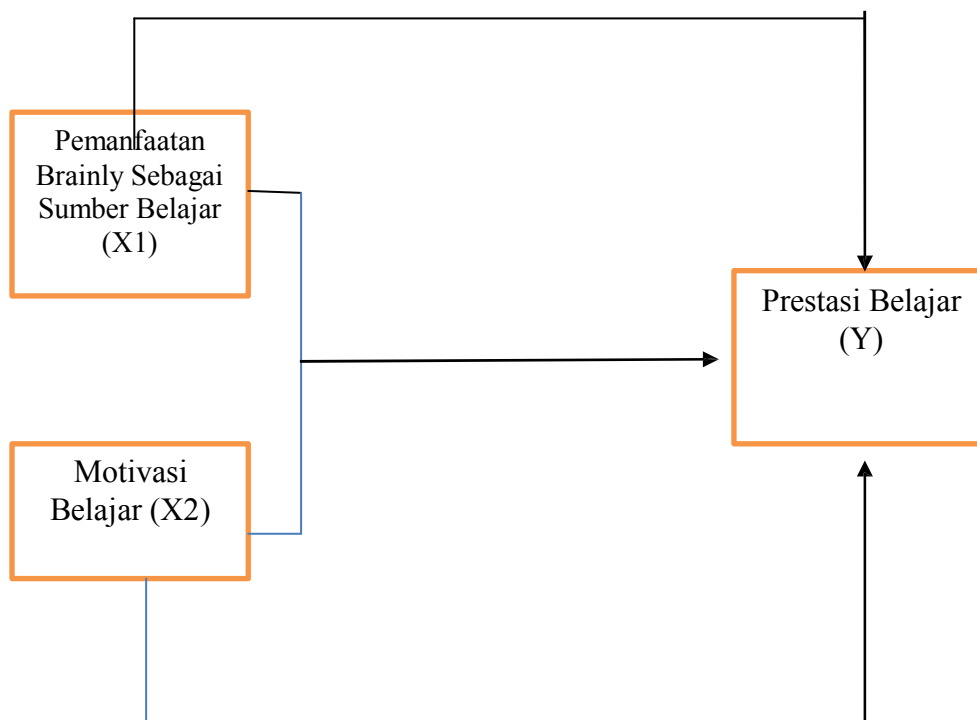 Pemanfaatan
Brainly Sebagai
Sumber Belajar
(X1)
Prestasi Belajar
(Y)
Motivasi
Belajar (X2)